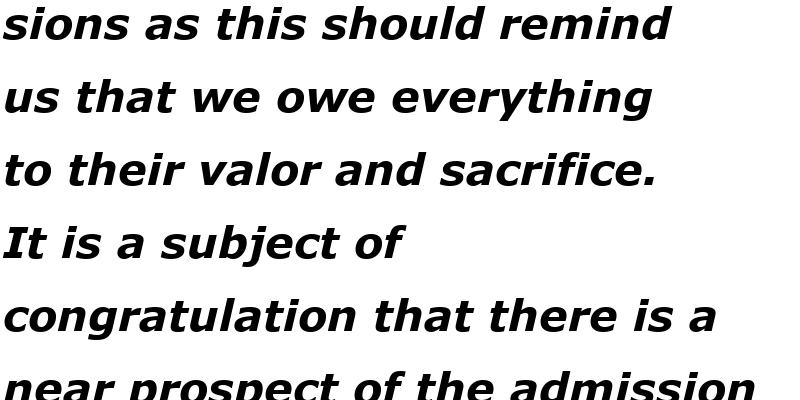 sions as this should remind
us that we owe everything
to their valor and sacrifice.
It is a subject of
congratulation that there is a
near prospect of the admission